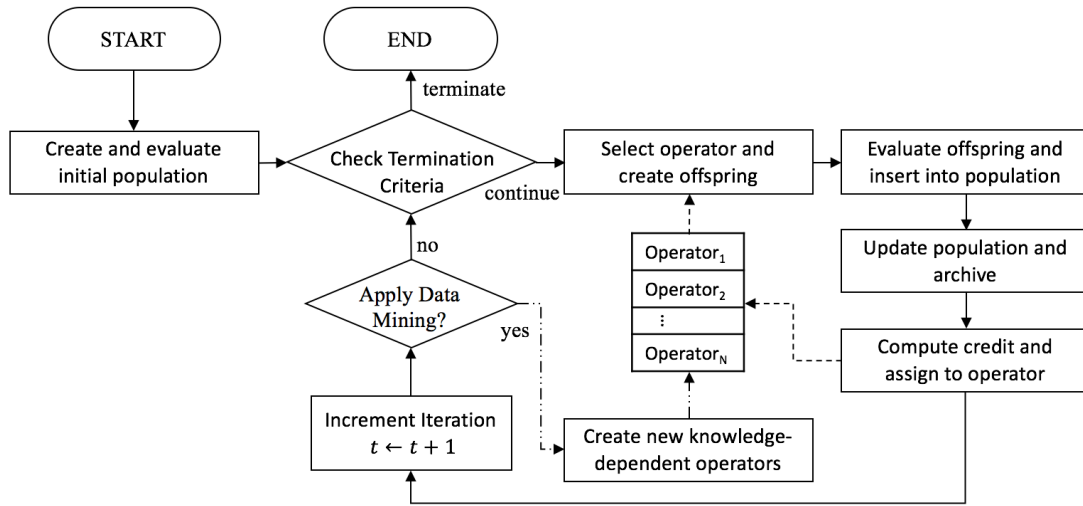 START
END
terminate
Create and evaluate
initial population
Check Termination
Criteria
continue
Select operator and
create offspring
Evaluate offspring and
insert into population
Update population and
archive
Compute credit and
assign to operator
Operator₁
Operator₂
⋮
Operator_N
no
Apply Data
Mining?
yes
Increment Iteration
t ← t + 1
Create new knowledge-
dependent operators